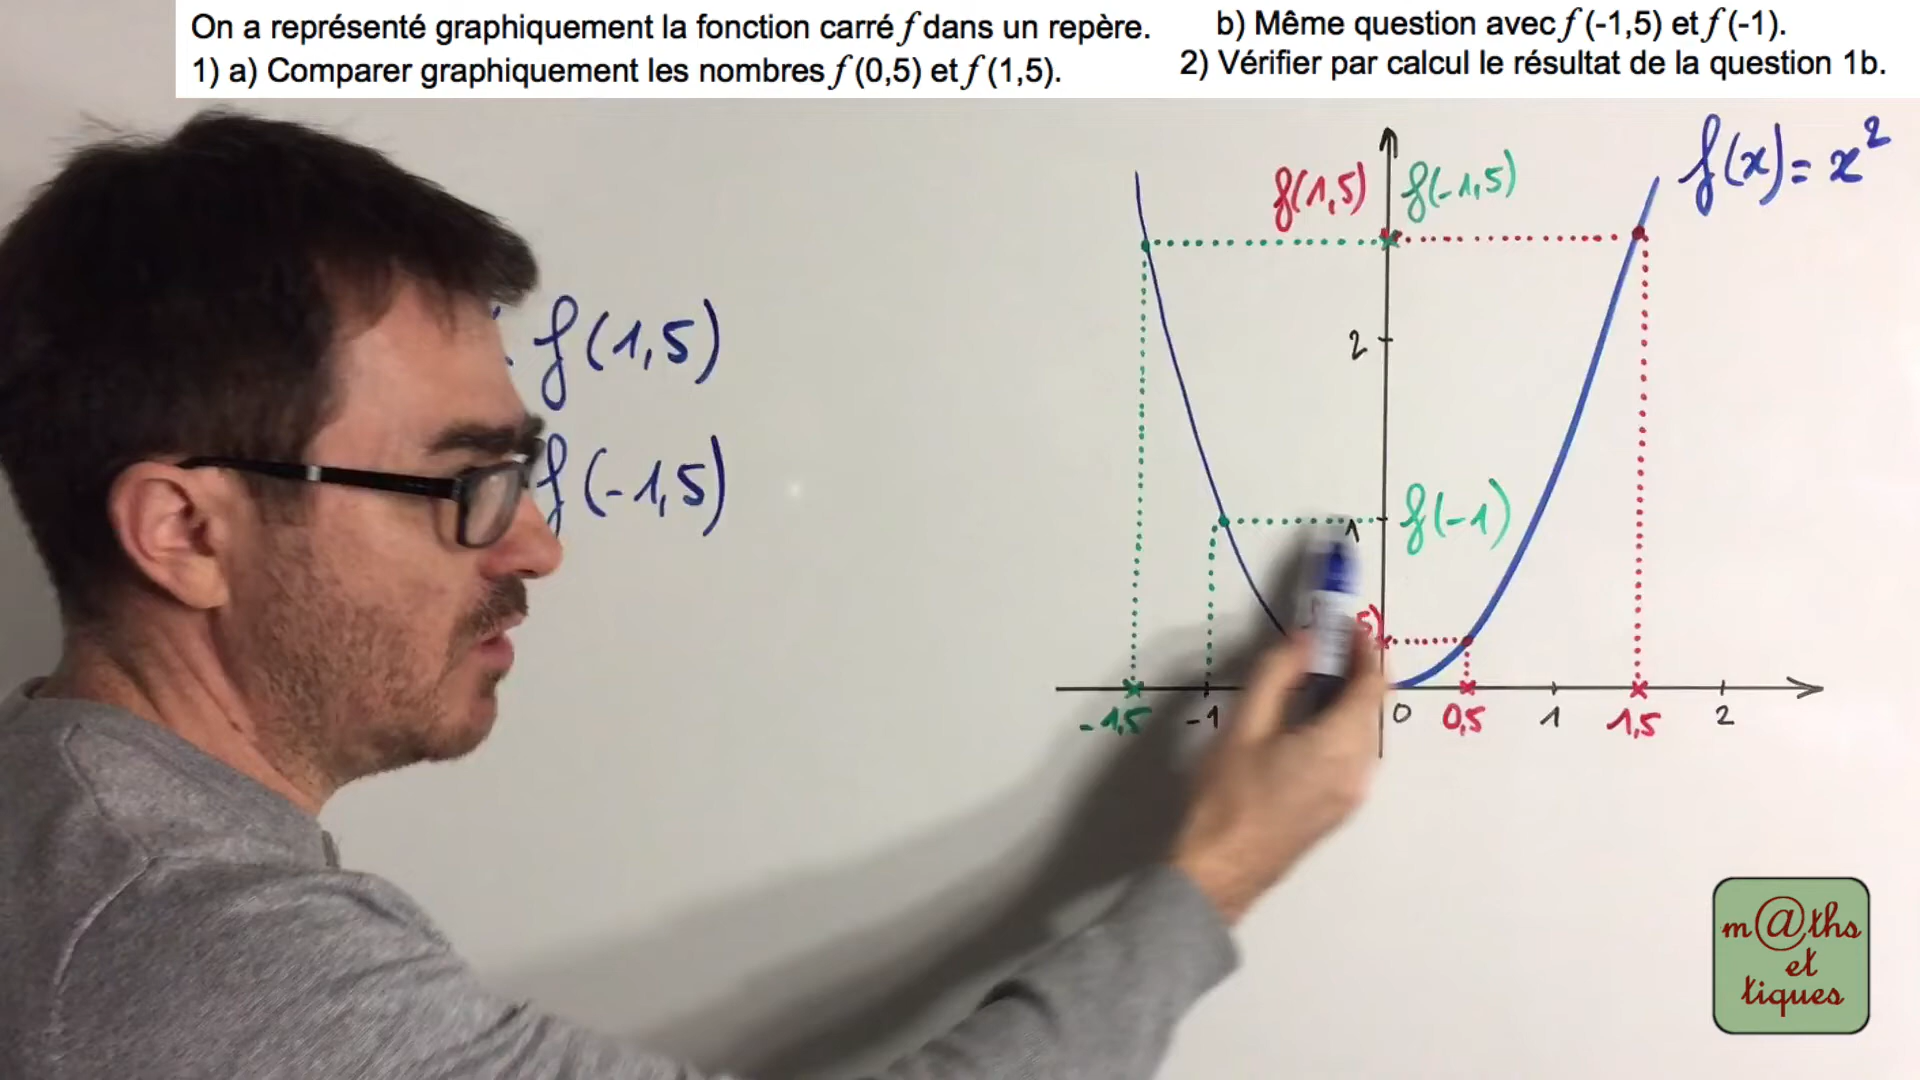 On a représenté graphiquement la fonction carré f dans un repère.
1) a) Comparer graphiquement les nombres f (0,5) et f (1,5).
b) Même question avec f (-1,5) et f (-1).
2) Vérifier par calcul le résultat de la question 1b.
f(x) = x²
f(1,5) f(-1,5)
f(1,5)
2
f(-1,5)
1 f(-1)
5)
-1,5 -1 0 0,5 1 1,5 2
m@ths
et
tiques